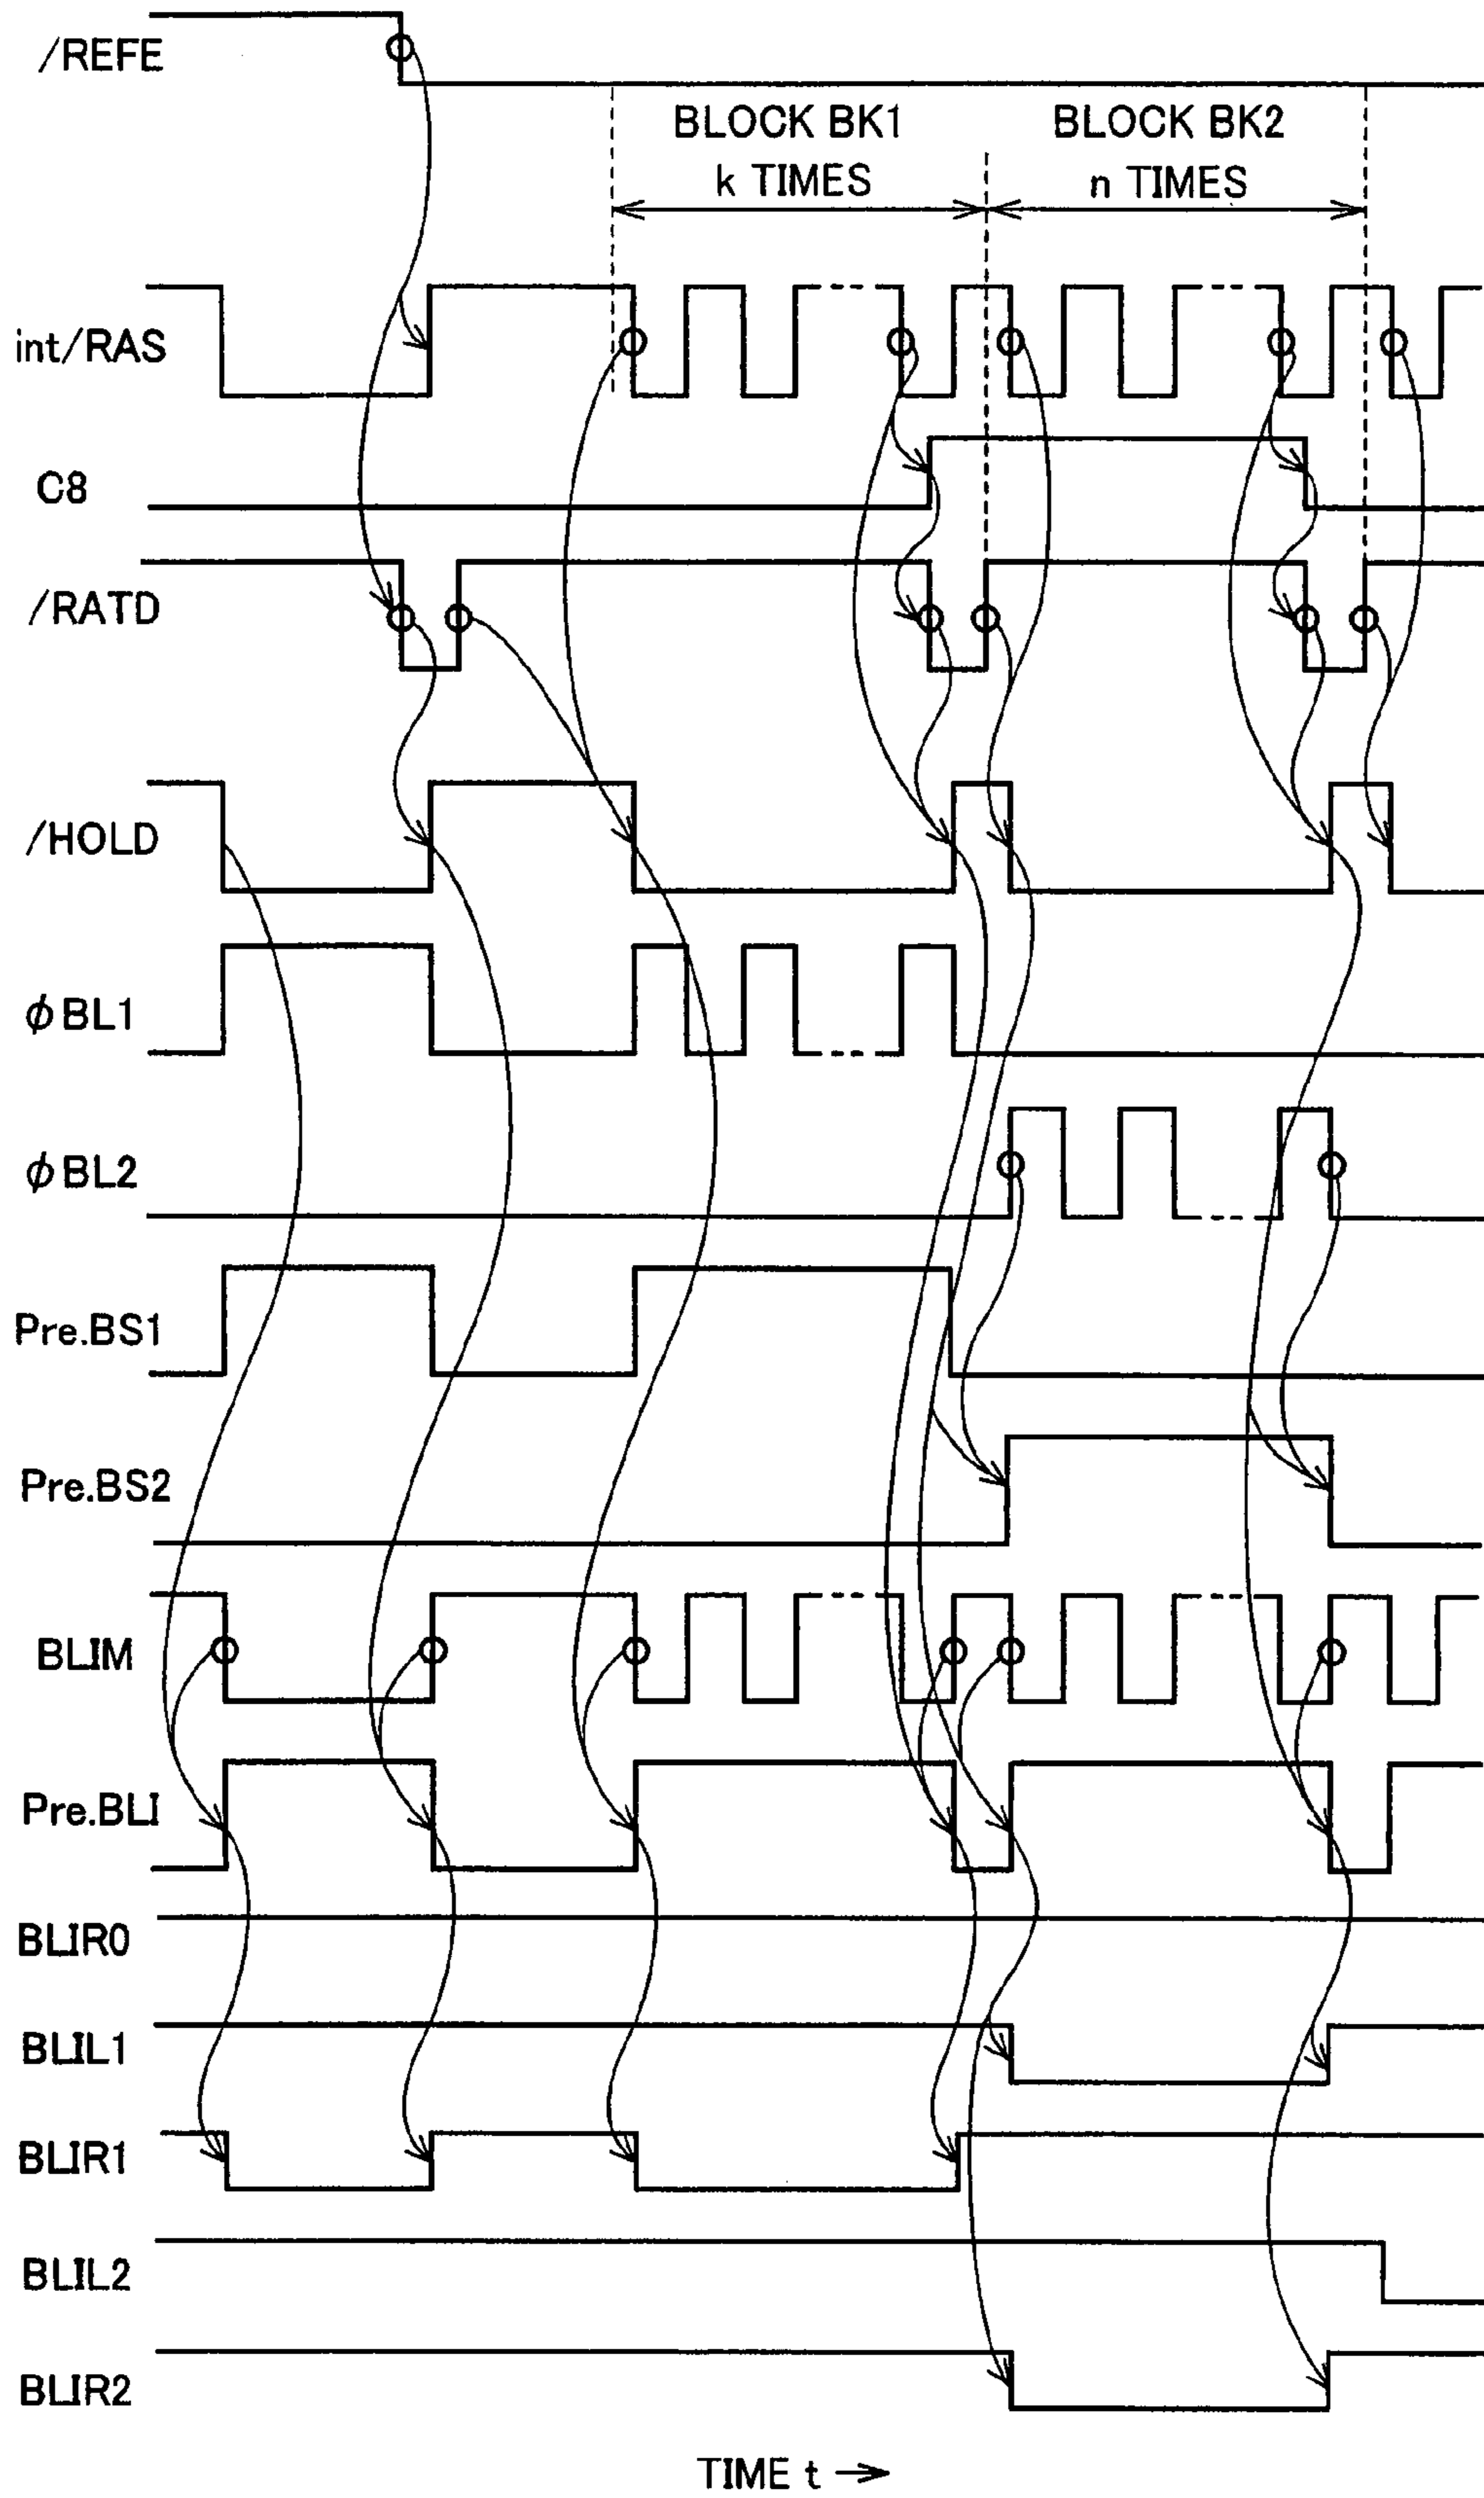 /REFE
BLOCK BK1
BLOCK BK2
k TIMES
n TIMES
int/RAS
C8
/RATD
/HOLD
ϕBL1
ϕBL2
Pre.BS1
Pre.BS2
BLIM
Pre.BLI
BLIR0
BLIL1
BLIR1
BLIL2
BLIR2
TIME t →